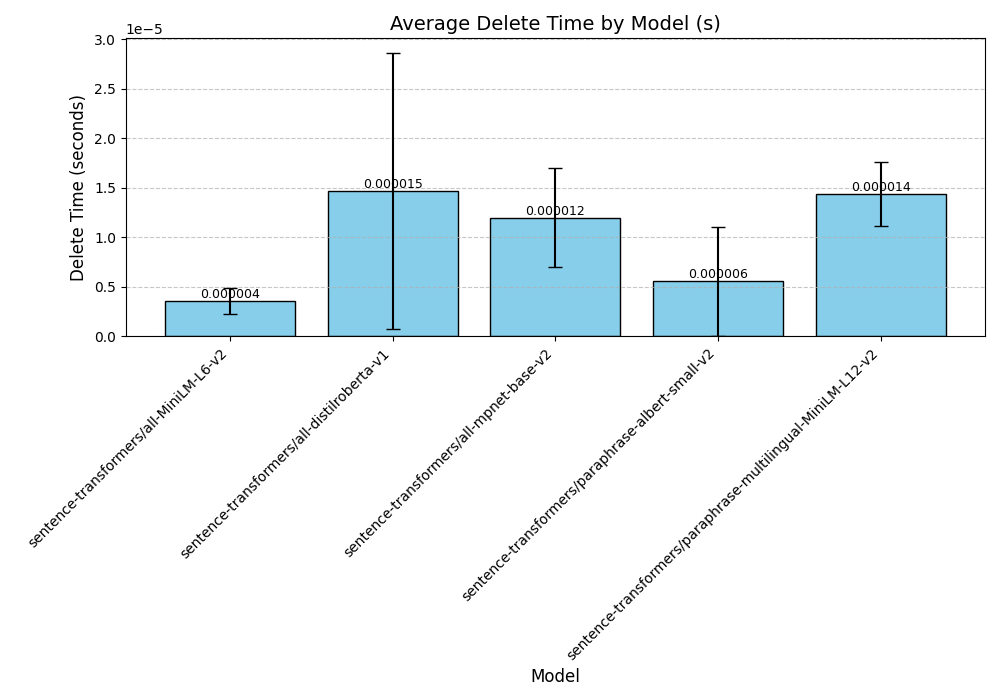 Average Delete Time by Model (s)
1e−5
3.0
2.5
2.0
1.5
1.0
0.5
0.0
Delete Time (seconds)
0.000004
0.000015
0.000012
0.000006
0.000014
sentence-transformers/all-MiniLM-L6-v2
sentence-transformers/all-distilroberta-v1
sentence-transformers/all-mpnet-base-v2
sentence-transformers/paraphrase-albert-small-v2
sentence-transformers/paraphrase-multilingual-MiniLM-L12-v2
Model